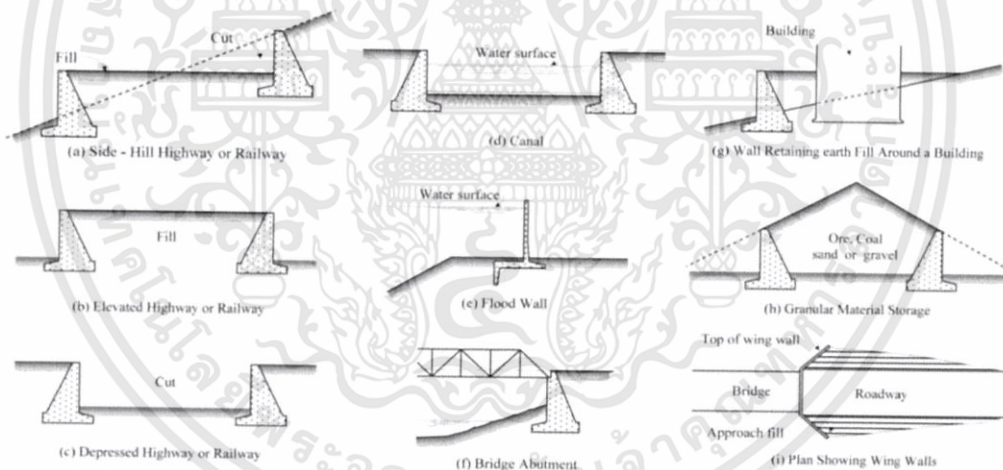 Fill
Cut
(a) Side - Hill Highway or Railway
Water surface
(d) Canal
Building
(g) Wall Retaining earth Fill Around a Building
Fill
(b) Elevated Highway or Railway
Water surface
(e) Flood Wall
Ore, Coal
sand or gravel
(h) Granular Material Storage
Cut
(c) Depressed Highway or Railway
(f) Bridge Abutment
Top of wing wall
Bridge
Roadway
Approach fill
(i) Plan Showing Wing Walls